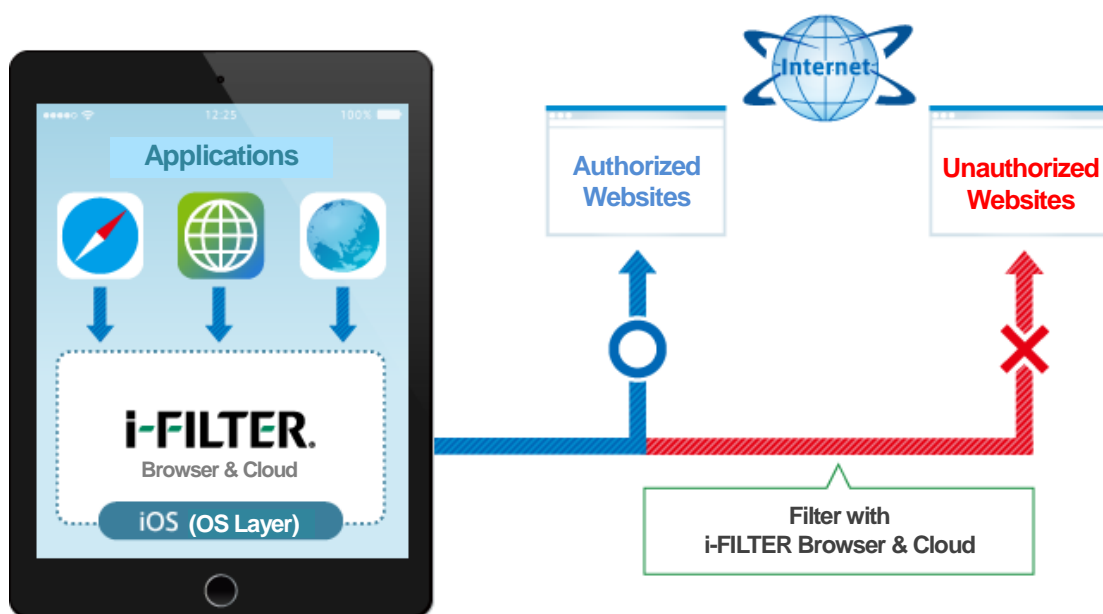 12:25
100%
Applications
i-FILTER®
Browser & Cloud
iOS (OS Layer)
Internet
Authorized
Websites
Unauthorized
Websites
Filter with
i-FILTER Browser & Cloud